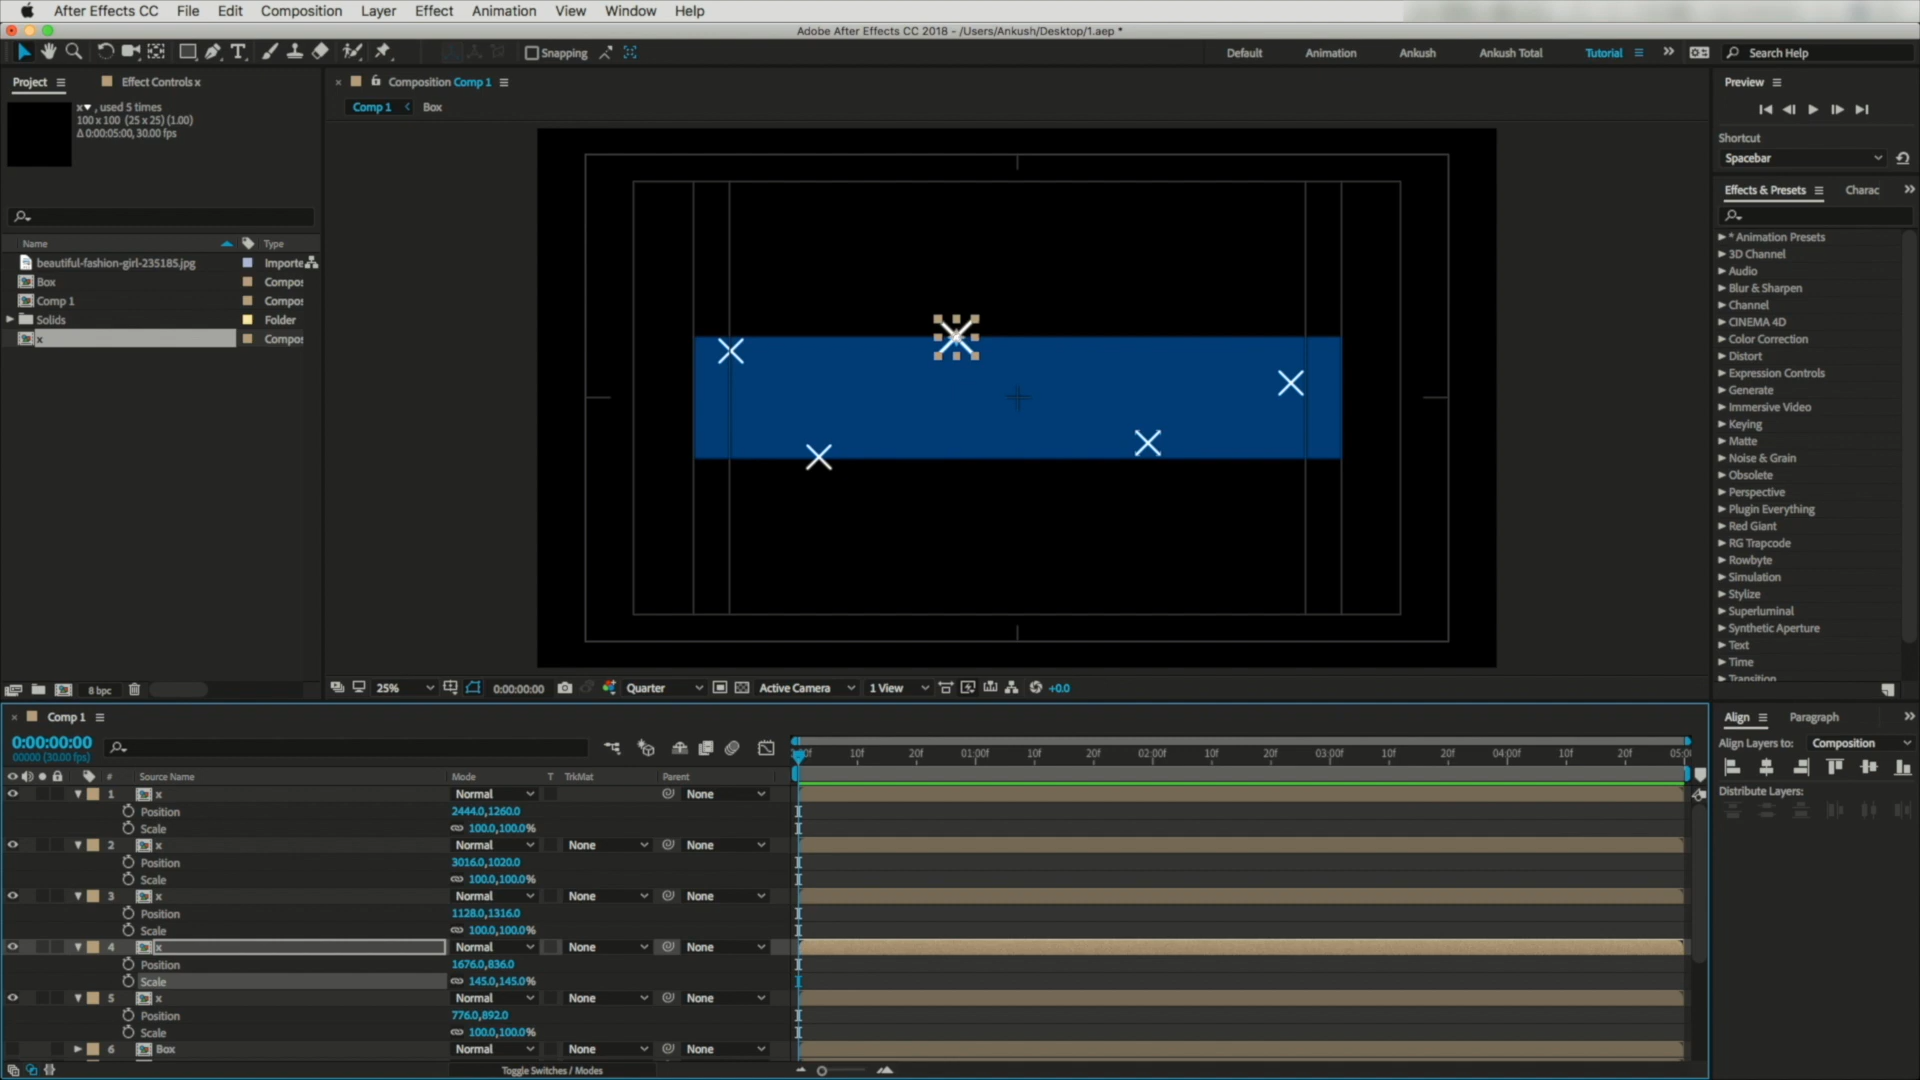 After Effects CC File Edit Composition Layer Effect Animation View Window Help
Adobe After Effects CC 2018 - /Users/Ankush/Desktop/1.aep *
Snapping Default Animation Ankush Ankush Total Tutorial Search Help
Project Effect Controls x
x, used 5 times
100 x 100 (25 x 25) (1.00)
Δ 0:00:05:00, 30.00 fps
Name Type
beautiful-fashion-girl-235185.jpg Importe
Box Compos
Comp 1 Compos
Solids Folder
x Compos
8 bpc
Composition Comp 1
Comp 1 Box
25% 0:00:00:00 Quarter Active Camera 1 View +0.0
Preview
Shortcut
Spacebar
Effects & Presets Charac
* Animation Presets
3D Channel
Audio
Blur & Sharpen
Channel
CINEMA 4D
Color Correction
Distort
Expression Controls
Generate
Immersive Video
Keying
Matte
Noise & Grain
Obsolete
Perspective
Plugin Everything
Red Giant
RG Trapcode
Rowbyte
Simulation
Stylize
Superluminal
Synthetic Aperture
Text
Time
Transition
Comp 1
0:00:00:00
00000 (30.00 fps)
:00f 10f 20f 01:00f 10f 20f 02:00f 10f 20f 03:00f 10f 20f 04:00f 10f 20f 05:0
# Source Name Mode T TrkMat Parent
1 x Normal None
Position 2444.0,1260.0
Scale 100.0,100.0%
2 x Normal None None
Position 3016.0,1020.0
Scale 100.0,100.0%
3 x Normal None None
Position 1128.0,1316.0
Scale 100.0,100.0%
4 x Normal None None
Position 1676.0,836.0
Scale 145.0,145.0%
5 x Normal None None
Position 776.0,892.0
Scale 100.0,100.0%
6 Box Normal None None
Toggle Switches / Modes
Align Paragraph
Align Layers to: Composition
Distribute Layers: